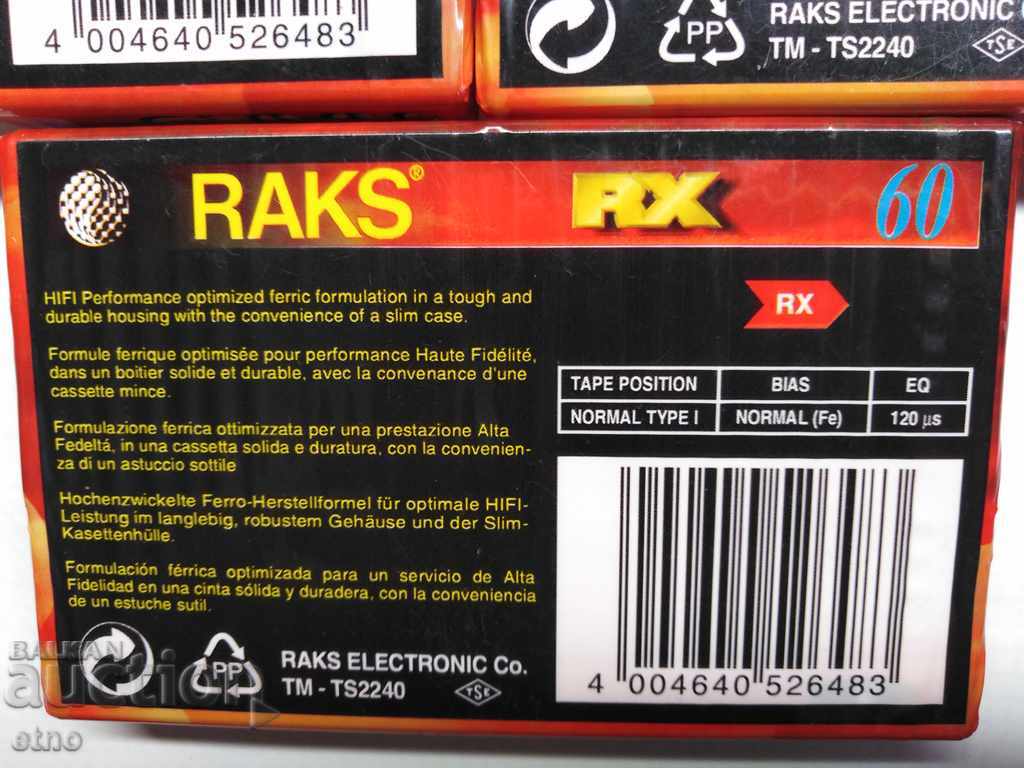 4 004640 526483
PP
RAKS ELECTRONIC
TM - TS2240
TSE
RAKS®
RX
60
HIFI Performance optimized ferric formulation in a tough and
durable housing with the convenience of a slim case.
Formule ferrique optimisée pour performance Haute Fidélité,
dans un boitier solide et durable, avec la convenance d'une
cassette mince.
Formulazione ferrica ottimizzata per una prestazione Alta
Fedeltá, in una cassetta solida e duratura, con la convenien-
za di un astuccio sottile
Hochenzwickelte Ferro-Herstellformel für optimale HIFI-
Leistung im langlebig, robustem Gehäuse und der Slim-
Kasettenhülle.
Formulación férrica optimizada para un servicio de Alta
Fidelidad en una cinta sólida y duradera, con la conveniencia
de un estuche sutil.
RX
TAPE POSITION BIAS EQ
NORMAL TYPE I NORMAL (Fe) 120 µs
PP
RAKS ELECTRONIC Co.
TM - TS2240
TSE
4 004640 526483
BALKAN
auction
etno